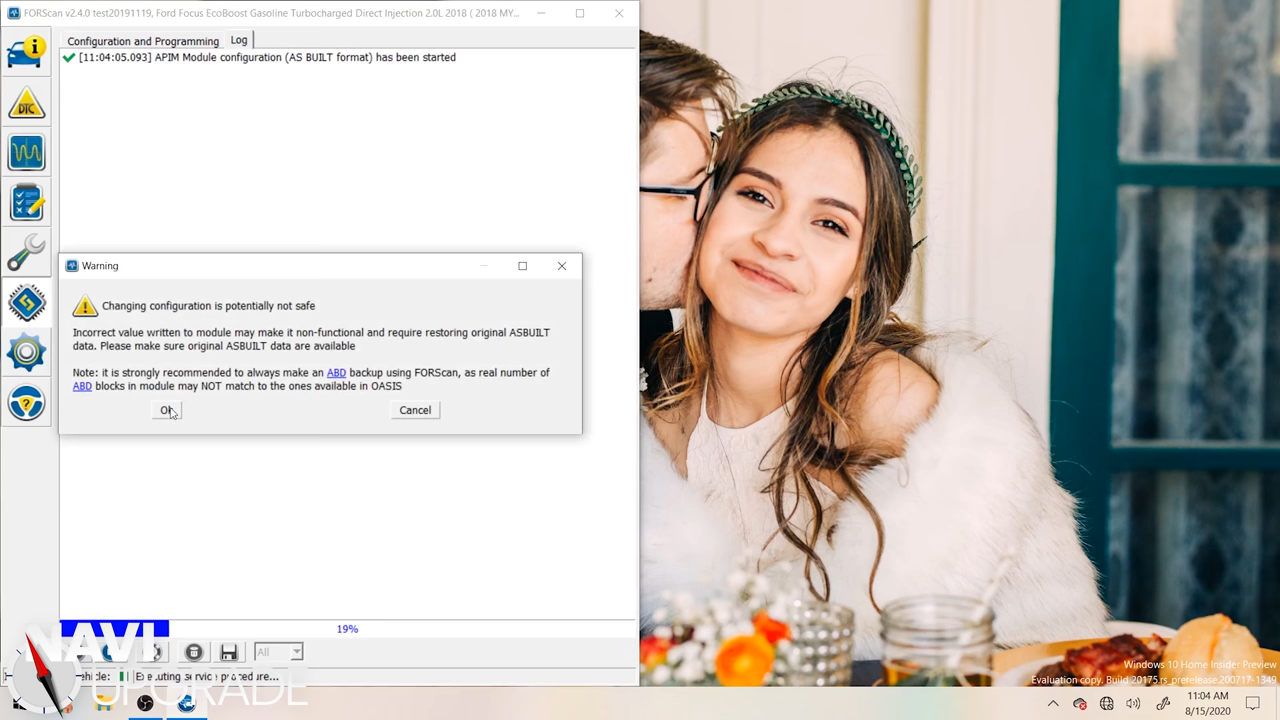 FORScan v2.4.0 test20191119, Ford Focus EcoBoost Gasoline Turbocharged Direct Injection 2.0L 2018 ( 2018 MY...
Configuration and Programming
Log
[11:04:05.093] APIM Module configuration (AS BUILT format) has been started
DTC
Warning
Changing configuration is potentially not safe
Incorrect value written to module may make it non-functional and require restoring original ASBUILT
data. Please make sure original ASBUILT data are available
Note: it is strongly recommended to always make an ABD backup using FORScan, as real number of
ABD blocks in module may NOT match to the ones available in OASIS
Cancel
19%
NAVI
UPGRADE
All
Executing service procedure...
Windows 10 Home Insider Preview
Evaluation copy. Build 20175.rs_prerelease.200717-1349
11:04 AM
8/15/2020